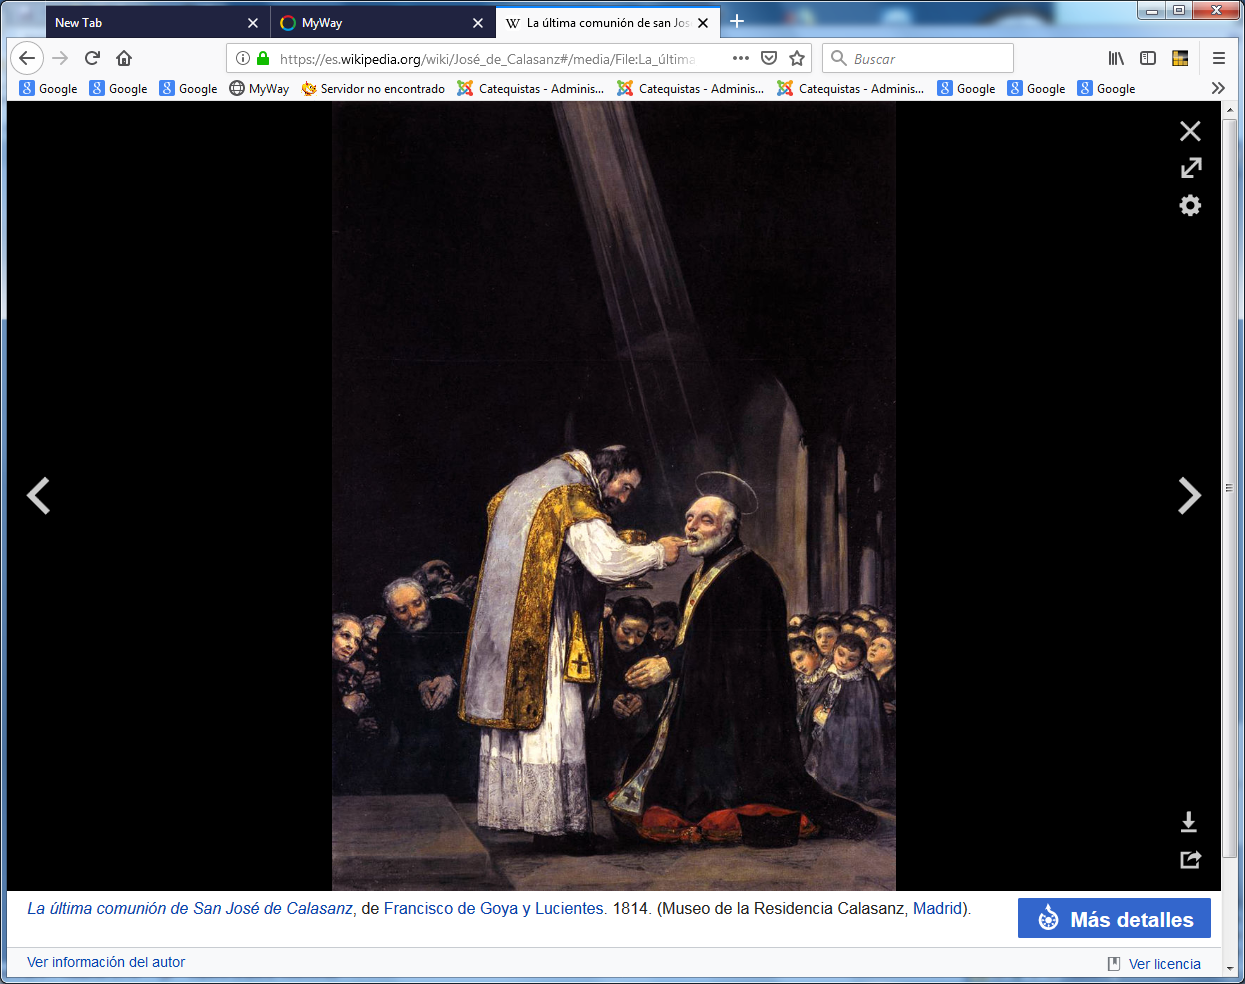 New Tab
MyWay
La última comunión de san José
https://es.wikipedia.org/wiki/José_de_Calasanz#/media/File:La_última
Buscar
Google Google Google MyWay Servidor no encontrado Catequistas - Adminis... Catequistas - Adminis... Catequistas - Adminis... Google Google Google
La última comunión de San José de Calasanz, de Francisco de Goya y Lucientes. 1814. (Museo de la Residencia Calasanz, Madrid).
Más detalles
Ver información del autor
Ver licencia